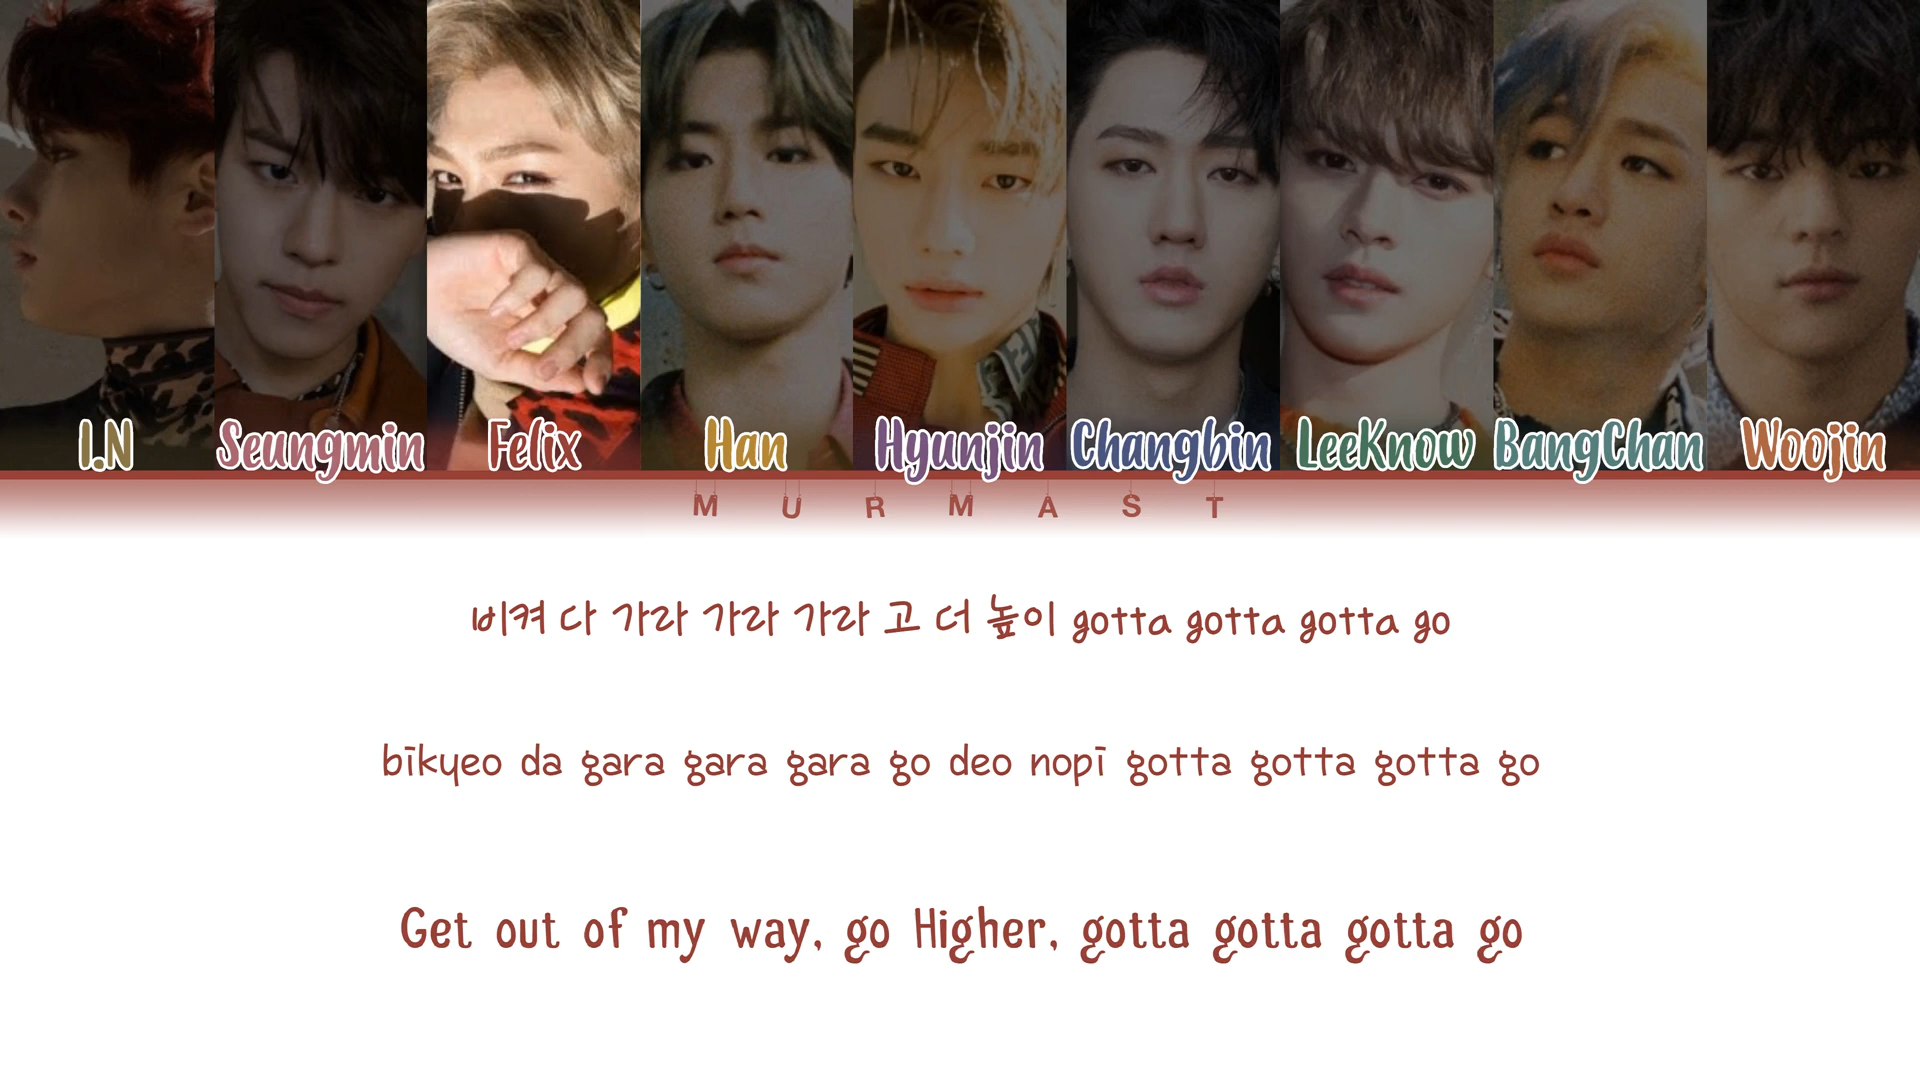 I.N Seungmin Felix Han Hyunjin Changbin LeeKnow BangChan Woojin
MURMAST
비켜 다 가라 가라 가라 고 더 높이 gotta gotta gotta go
bīkyeo da gara gara gara go deo nopī gotta gotta gotta go
Get out of my way, go Higher, gotta gotta gotta go